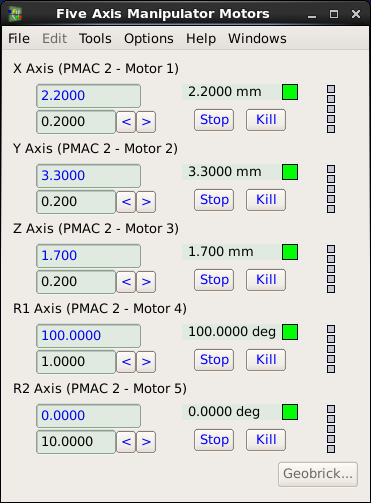 Five Axis Manipulator Motors
File Edit Tools Options Help Windows
X Axis (PMAC 2 - Motor 1)
2.2000 2.2000 mm
0.2000 < > Stop Kill
Y Axis (PMAC 2 - Motor 2)
3.3000 3.3000 mm
0.200 < > Stop Kill
Z Axis (PMAC 2 - Motor 3)
1.700 1.700 mm
0.200 < > Stop Kill
R1 Axis (PMAC 2 - Motor 4)
100.0000 100.0000 deg
1.0000 < > Stop Kill
R2 Axis (PMAC 2 - Motor 5)
0.0000 0.0000 deg
10.0000 < > Stop Kill
Geobrick...